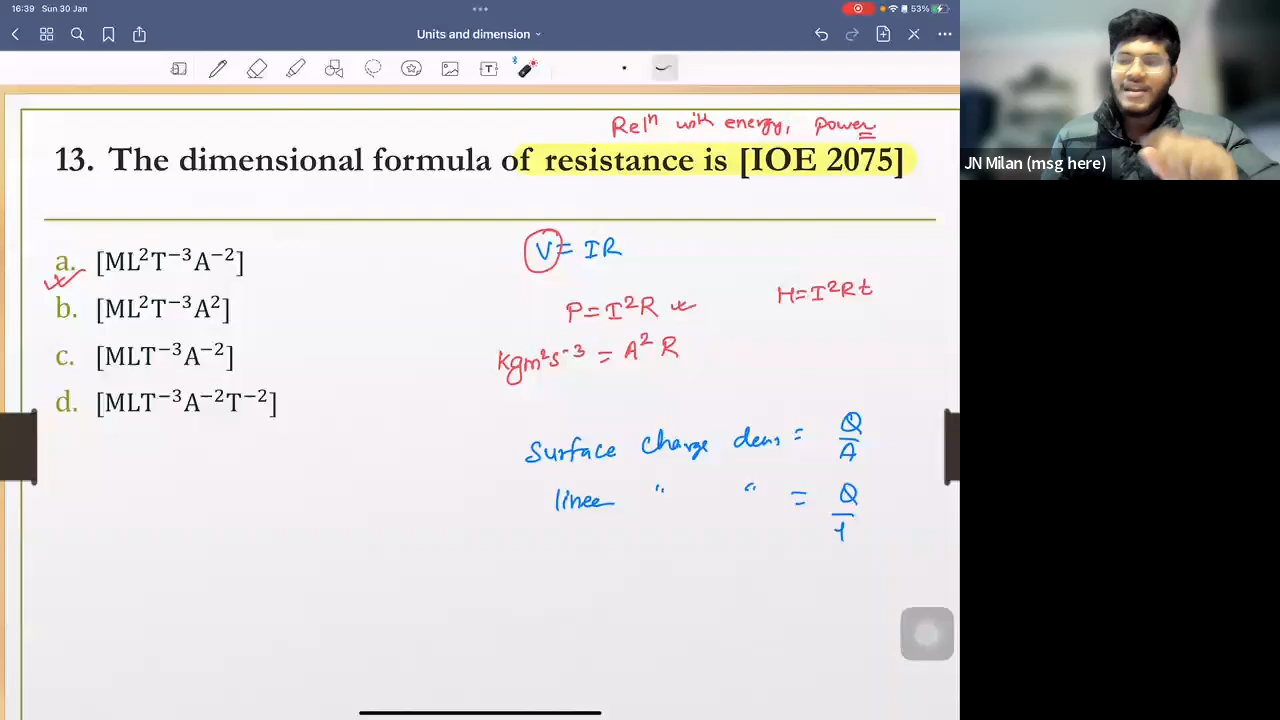 16:39 Sun 30 Jan
53%
Units and dimension
Relⁿ with energy, power
13. The dimensional formula of resistance is [IOE 2075]
JN Milan (msg here)
V = IR
a. [ML²T⁻³A⁻²]
H = I²Rt
b. [ML²T⁻³A²]
P = I²R
c. [MLT⁻³A⁻²]
kgm²s⁻³ = A² R
d. [MLT⁻³A⁻²T⁻²]
Surface charge dens = Q/A
linee " " = Q/l